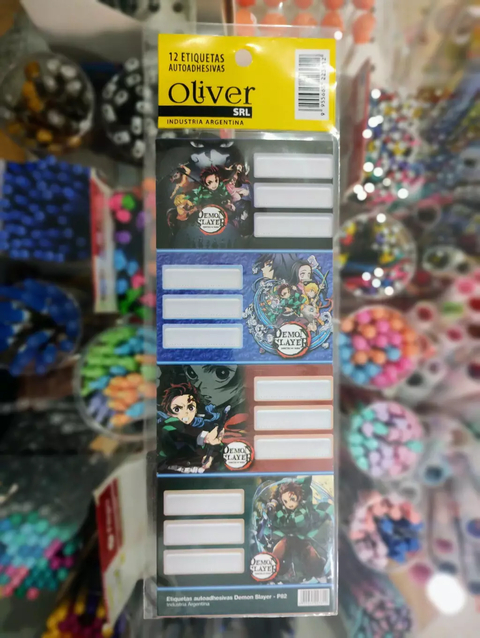 12 ETIQUETAS
AUTOADHESIVAS
Oliver
SRL
INDUSTRIA ARGENTINA
DEMON
SLAYER
DEMON
SLAYER
DEMON
SLAYER
DEMON
SLAYER
Etiquetas autoadhesivas Demon Slayer - P02
Industria Argentina